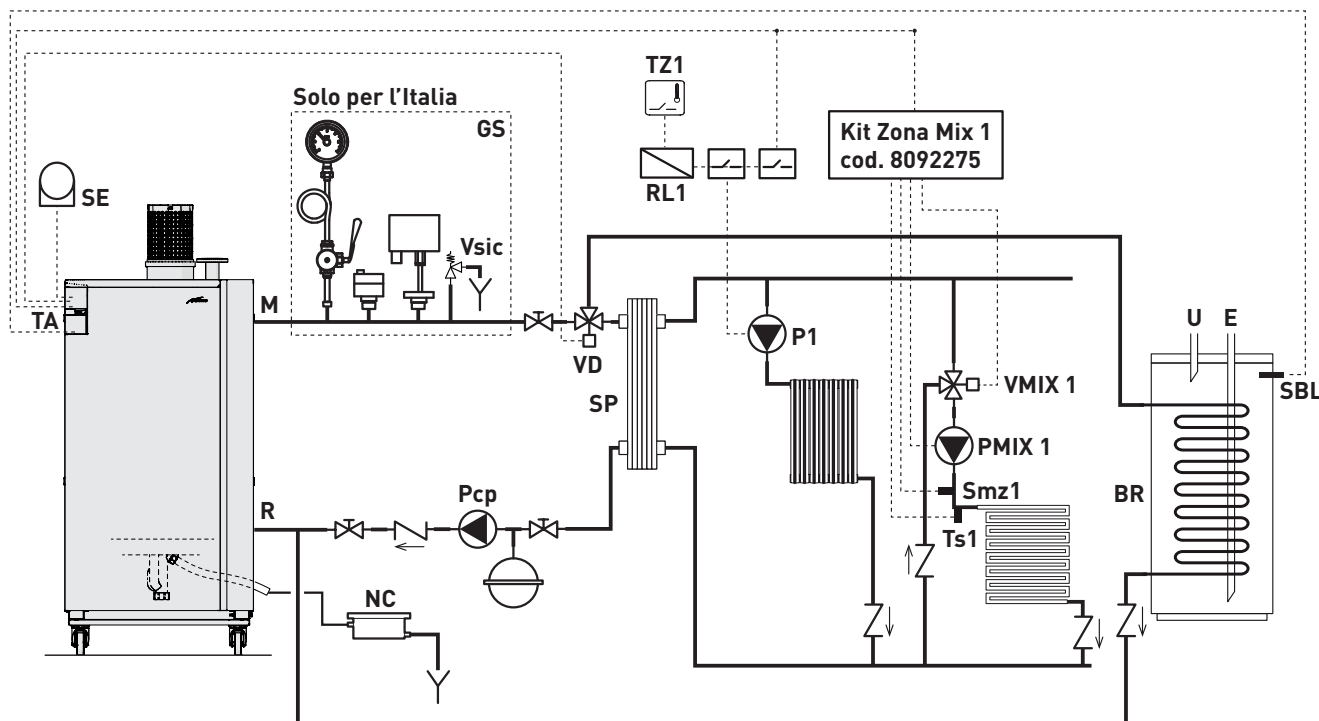 TZ1
Solo per l'Italia
GS
Kit Zona Mix 1
cod. 8092275
RL1
SE
Vsic
M
TA
VD
SP
P1
VMIX 1
U
E
SBL
PMIX 1
Smz1
Ts1
BR
Pcp
R
NC